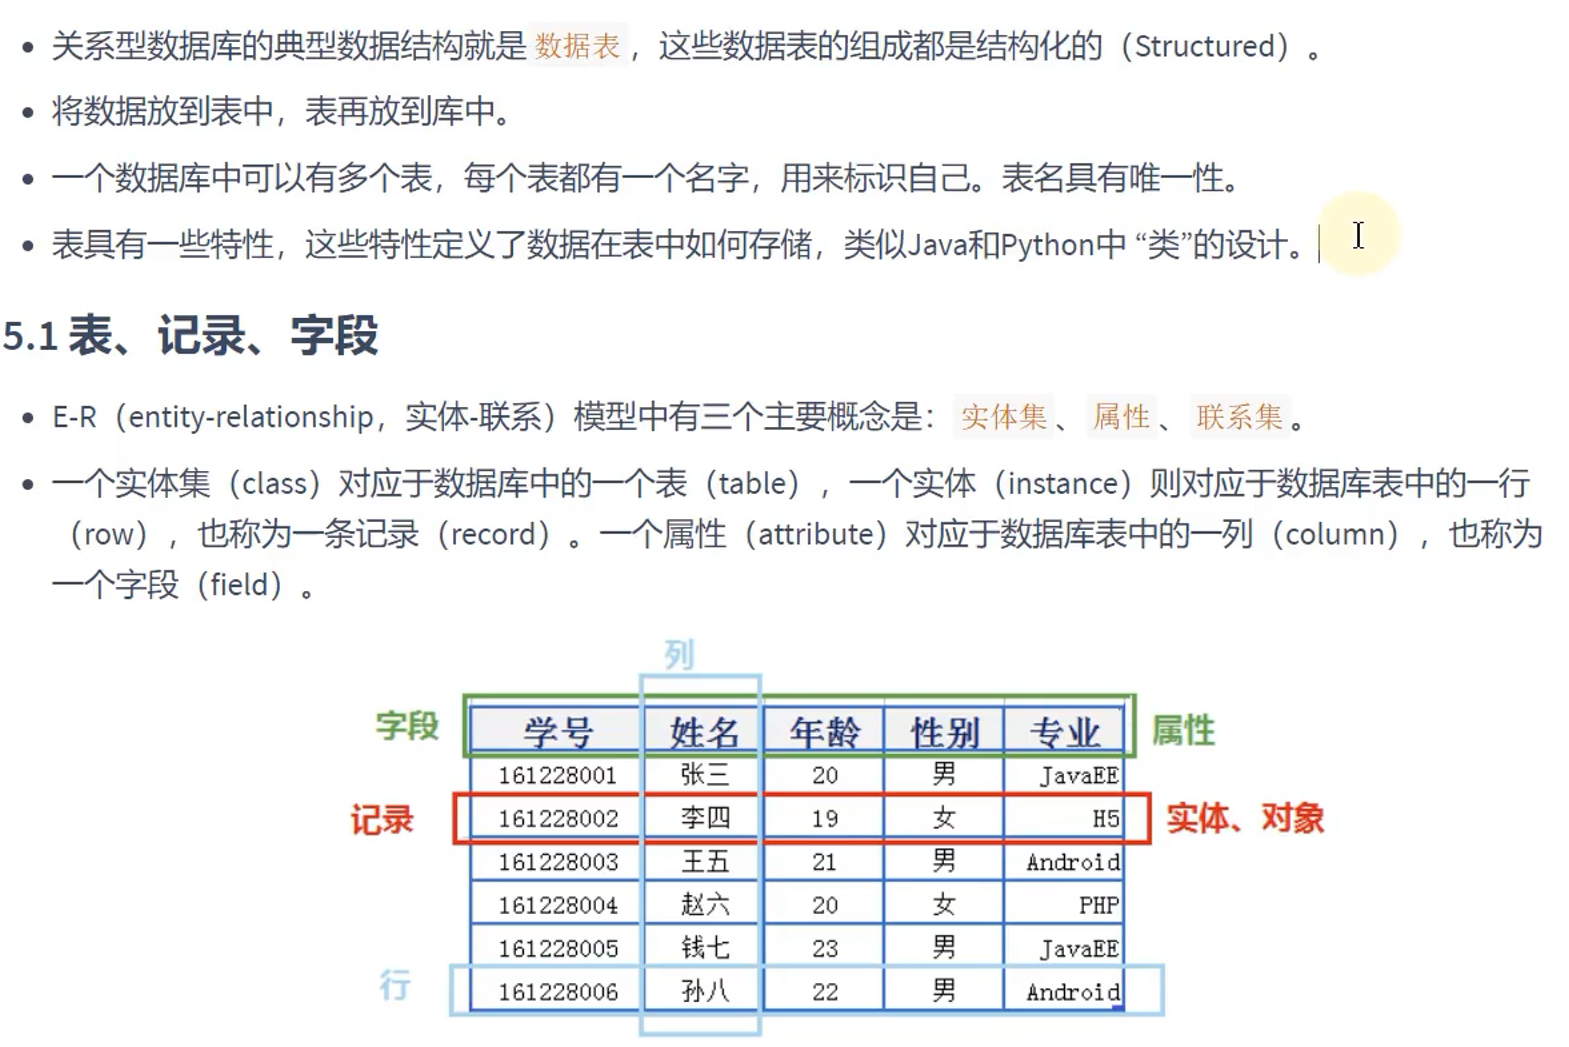 关系型数据库的典型数据结构就是 数据表 ，这些数据表的组成都是结构化的（Structured）。
将数据放到表中，表再放到库中。
一个数据库中可以有多个表，每个表都有一个名字，用来标识自己。表名具有唯一性。
表具有一些特性，这些特性定义了数据在表中如何存储，类似Java和Python中 “类”的设计。
5.1 表、记录、字段
E-R（entity-relationship，实体-联系）模型中有三个主要概念是： 实体集 、 属性 、 联系集 。
一个实体集（class）对应于数据库中的一个表（table），一个实体（instance）则对应于数据库表中的一行
（row），也称为一条记录（record）。一个属性（attribute）对应于数据库表中的一列（column），也称为
一个字段（field）。
列
字段 学号 姓名 年龄 性别 专业 属性
161228001 张三 20 男 JavaEE
记录 161228002 李四 19 女 H5 实体、对象
161228003 王五 21 男 Android
161228004 赵六 20 女 PHP
161228005 钱七 23 男 JavaEE
行 161228006 孙八 22 男 Android